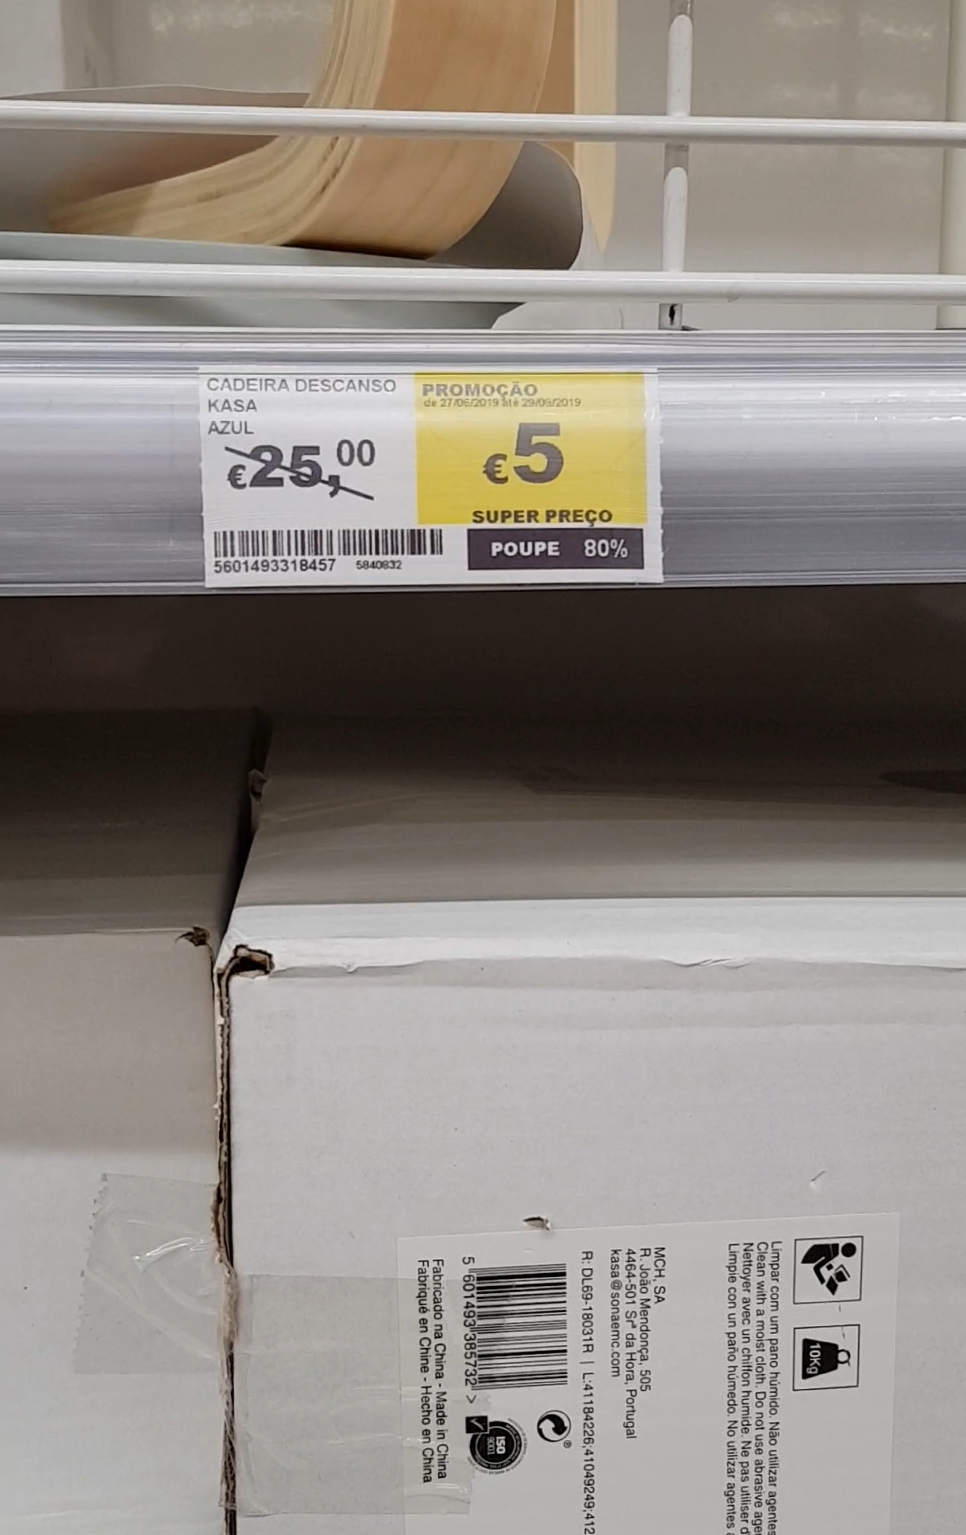 CADEIRA DESCANSO
KASA
AZUL
€25,00
5601493318457 5840832
PROMOÇÃO
de 27/06/2019 até 29/08/2019
€5
SUPER PREÇO
POUPE 80%
10Kg
Limpar com um pano húmido. Não utilizar agentes
Clean with a moist cloth. Do not use abrasive
Nettoyer avec un chiffon humide. Ne pas utiliser
Limpie con un paño húmedo. No utilizar agentes
MCH, SA
R. João Mendonça, 505
4464-501 Srª da Hora, Portugal
kasa@sonaemc.com
R: DL69-18031R | L:41184226;41049249;412
5 601493 385732 >
ISO
Fabricado na China - Made in China
Fabriqué en Chine - Hecho en China